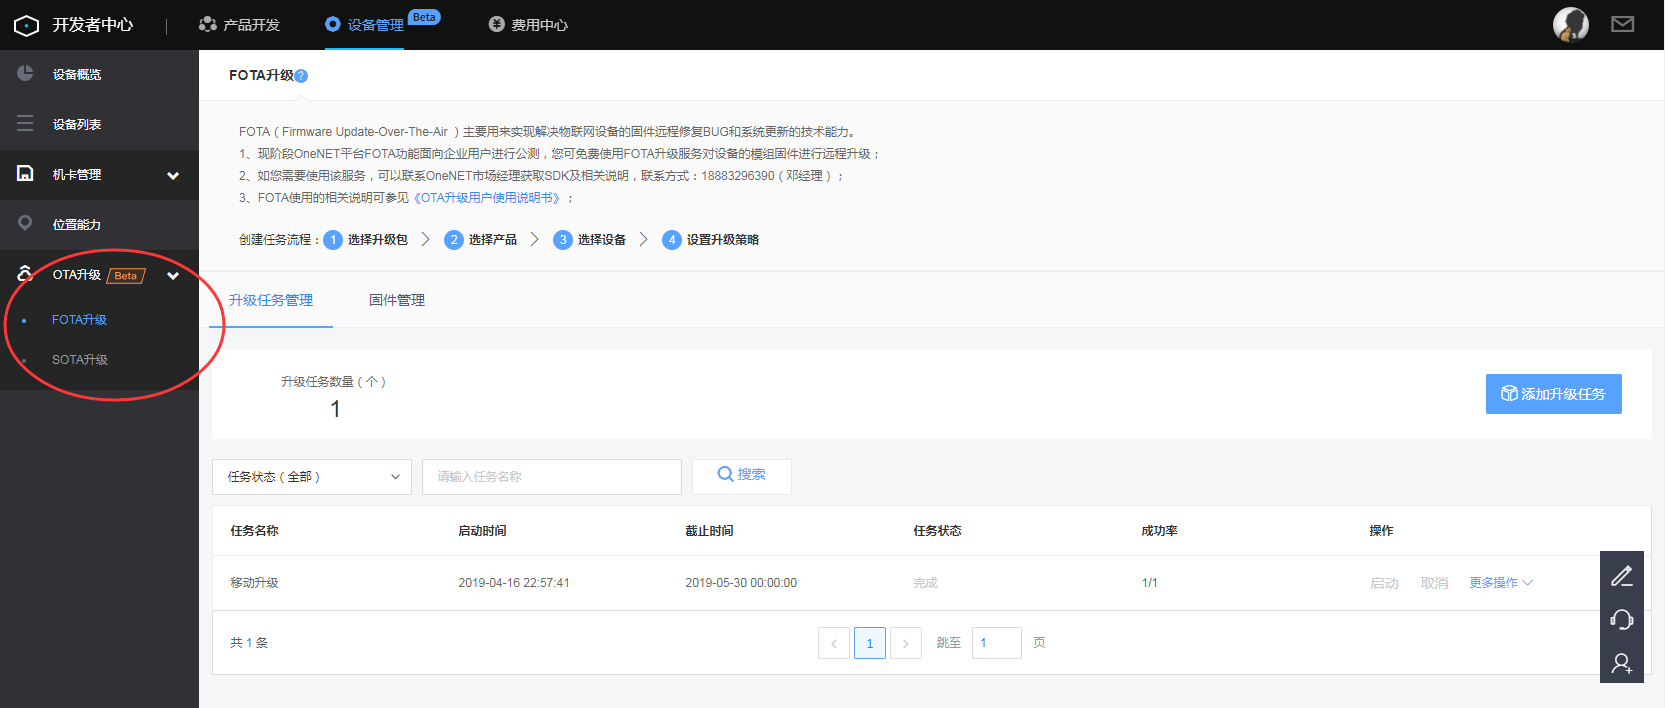 开发者中心
产品开发
设备管理 Beta
费用中心
设备概览
设备列表
机卡管理
位置能力
OTA升级 Beta
FOTA升级
SOTA升级
FOTA升级?
FOTA（Firmware Update-Over-The-Air ）主要用来实现解决物联网设备的固件远程修复BUG和系统更新的技术能力。
1、现阶段OneNET平台FOTA功能面向企业用户进行公测，您可免费使用FOTA升级服务对设备的模组固件进行远程升级；
2、如您需要使用该服务，可以联系OneNET市场经理获取SDK及相关说明，联系方式：18883296390（邓经理）；
3、FOTA使用的相关说明可参见《OTA升级用户使用说明书》；
创建任务流程： 1 选择升级包 2 选择产品 3 选择设备 4 设置升级策略
升级任务管理 固件管理
升级任务数量（个）
1
添加升级任务
任务状态（全部） 请输入任务名称 搜索
任务名称 启动时间 截止时间 任务状态 成功率 操作
移动升级 2019-04-16 22:57:41 2019-05-30 00:00:00 完成 1/1 启动 取消 更多操作
共 1 条 1 跳至 1 页